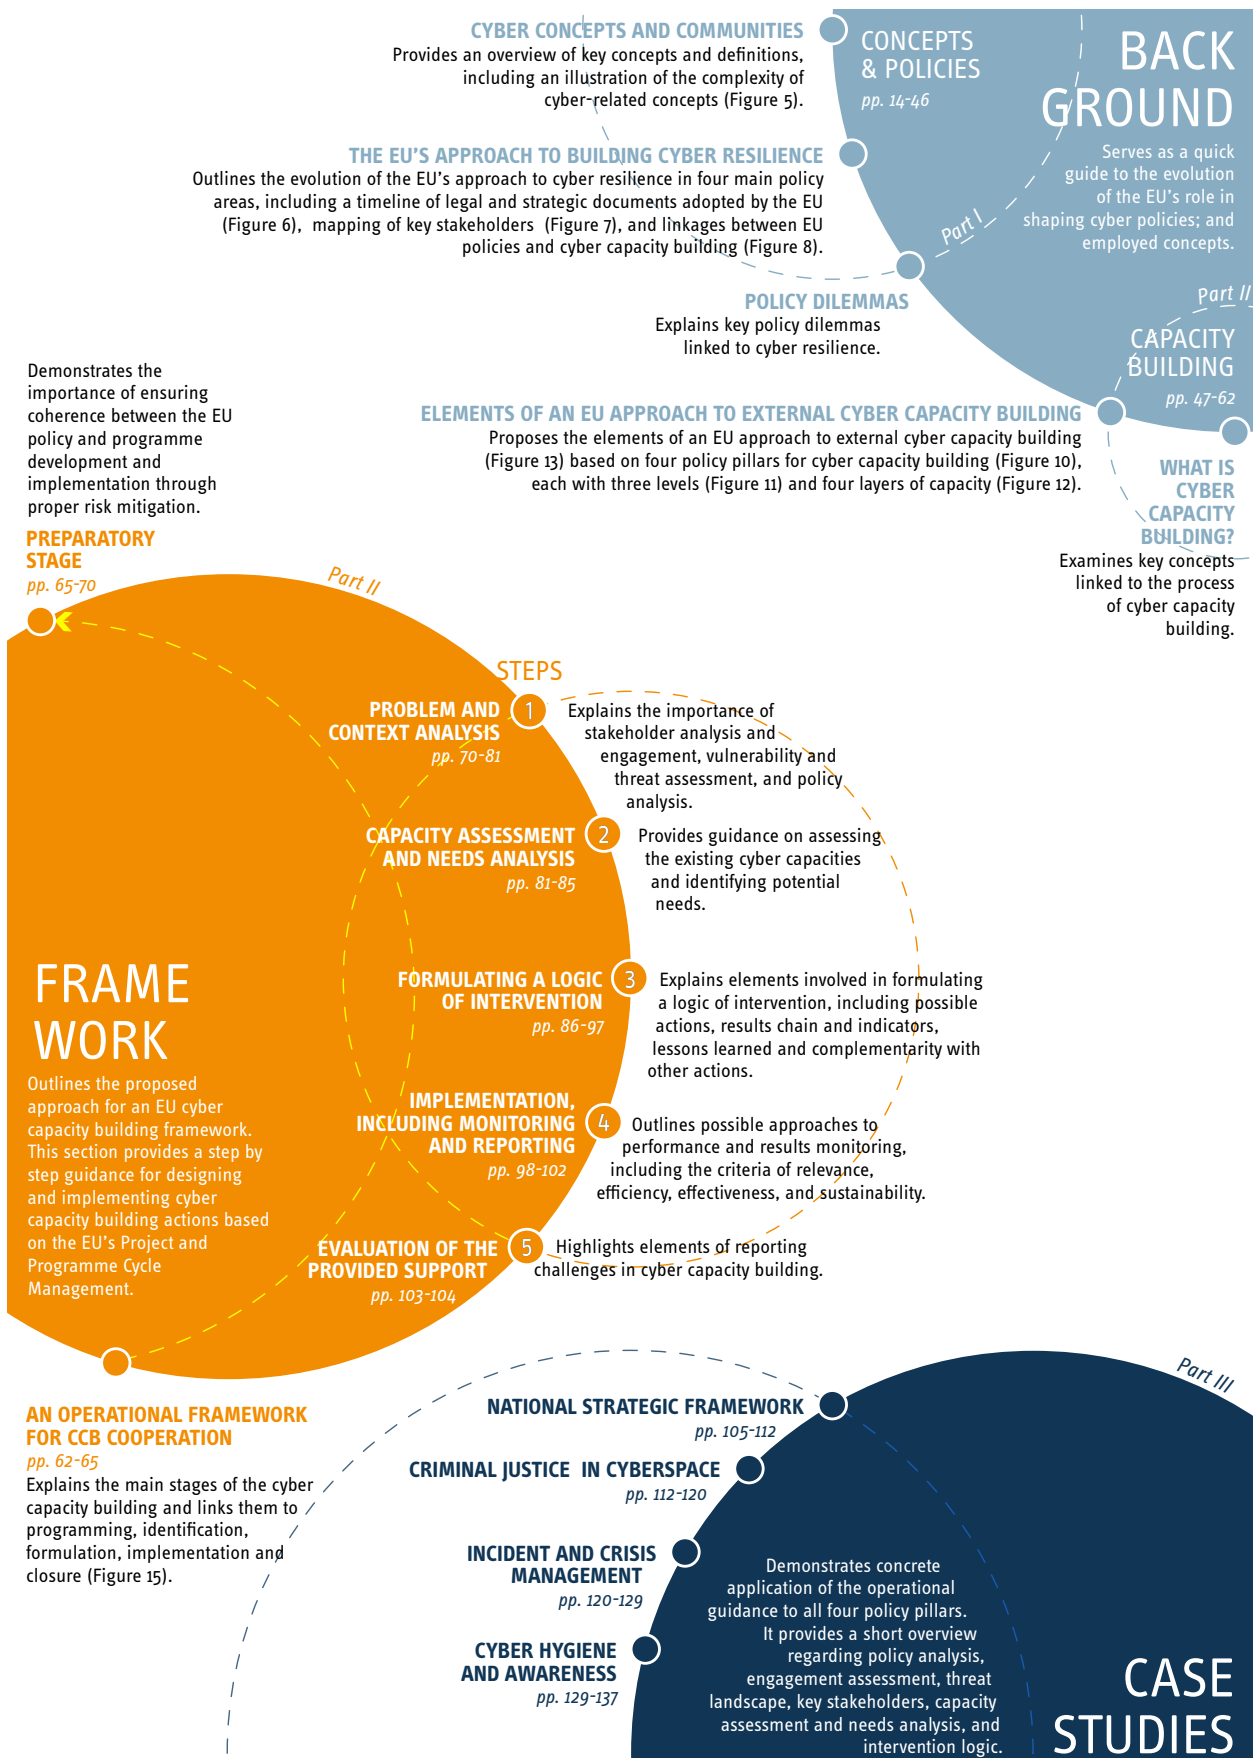 BACK
GROUND
Serves as a quick
guide to the evolution
of the EU's role in
shaping cyber policies; and
employed concepts.
Part I
CONCEPTS
& POLICIES
pp. 14-46
CYBER CONCEPTS AND COMMUNITIES
Provides an overview of key concepts and definitions,
including an illustration of the complexity of
cyber-related concepts (Figure 5).
THE EU'S APPROACH TO BUILDING CYBER RESILIENCE
Outlines the evolution of the EU's approach to cyber resilience in four main policy
areas, including a timeline of legal and strategic documents adopted by the EU
(Figure 6), mapping of key stakeholders (Figure 7), and linkages between EU
policies and cyber capacity building (Figure 8).
POLICY DILEMMAS
Explains key policy dilemmas
linked to cyber resilience.
Part II
CAPACITY
BUILDING
pp. 47-62
ELEMENTS OF AN EU APPROACH TO EXTERNAL CYBER CAPACITY BUILDING
Proposes the elements of an EU approach to external cyber capacity building
(Figure 13) based on four policy pillars for cyber capacity building (Figure 10),
each with three levels (Figure 11) and four layers of capacity (Figure 12).
WHAT IS
CYBER
CAPACITY
BUILDING?
Examines key concepts
linked to the process
of cyber capacity
building.
Demonstrates the
importance of ensuring
coherence between the EU
policy and programme
development and
implementation through
proper risk mitigation.
PREPARATORY
STAGE
pp. 65-70
Part II
STEPS
PROBLEM AND
CONTEXT ANALYSIS
pp. 70-81
1
Explains the importance of
stakeholder analysis and
engagement, vulnerability and
threat assessment, and policy
analysis.
CAPACITY ASSESSMENT
AND NEEDS ANALYSIS
pp. 81-85
2
Provides guidance on assessing
the existing cyber capacities
and identifying potential
needs.
FORMULATING A LOGIC
OF INTERVENTION
pp. 86-97
3
Explains elements involved in formulating
a logic of intervention, including possible
actions, results chain and indicators,
lessons learned and complementarity with
other actions.
IMPLEMENTATION,
INCLUDING MONITORING
AND REPORTING
pp. 98-102
4
Outlines possible approaches to
performance and results monitoring,
including the criteria of relevance,
efficiency, effectiveness, and sustainability.
EVALUATION OF THE
PROVIDED SUPPORT
pp. 103-104
5
Highlights elements of reporting
challenges in cyber capacity building.
FRAME
WORK
Outlines the proposed
approach for an EU cyber
capacity building framework.
This section provides a step by
step guidance for designing
and implementing cyber
capacity building actions based
on the EU's Project and
Programme Cycle
Management.
AN OPERATIONAL FRAMEWORK
FOR CCB COOPERATION
pp. 62-65
Explains the main stages of the cyber
capacity building and links them to
programming, identification,
formulation, implementation and
closure (Figure 15).
Part III
NATIONAL STRATEGIC FRAMEWORK
pp. 105-112
CRIMINAL JUSTICE IN CYBERSPACE
pp. 112-120
INCIDENT AND CRISIS
MANAGEMENT
pp. 120-129
CYBER HYGIENE
AND AWARENESS
pp. 129-137
Demonstrates concrete
application of the operational
guidance to all four policy pillars.
It provides a short overview
regarding policy analysis,
engagement assessment, threat
landscape, key stakeholders, capacity
assessment and needs analysis, and
intervention logic.
CASE
STUDIES